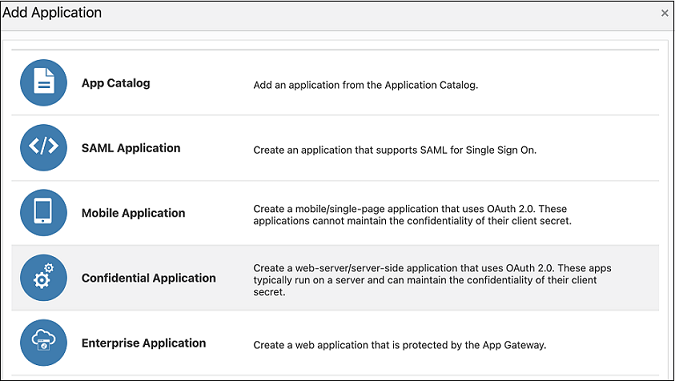 Add Application
×
App Catalog
Add an application from the Application Catalog.
</>
SAML Application
Create an application that supports SAML for Single Sign On.
Mobile Application
Create a mobile/single-page application that uses OAuth 2.0. These
applications cannot maintain the confidentiality of their client secret.
Confidential Application
Create a web-server/server-side application that uses OAuth 2.0. These apps
typically run on a server and can maintain the confidentiality of their client
secret.
Enterprise Application
Create a web application that is protected by the App Gateway.